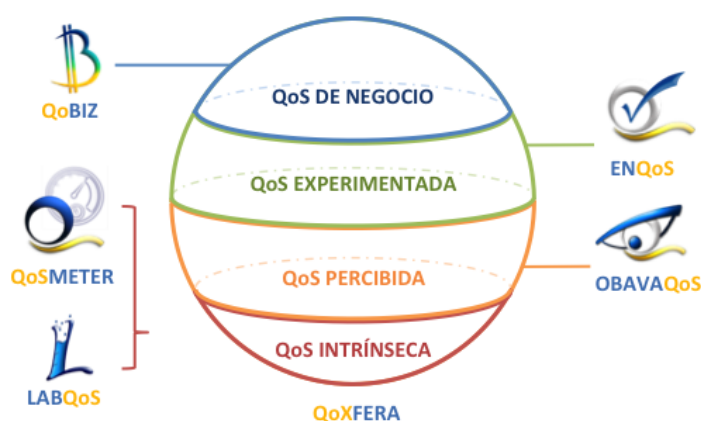 QoBIZ
QoS DE NEGOCIO
ENQoS
QoS EXPERIMENTADA
QoSMETER
QoS PERCIBIDA
OBAVAQoS
QoS INTRÍNSECA
LABQoS
QoXFERA